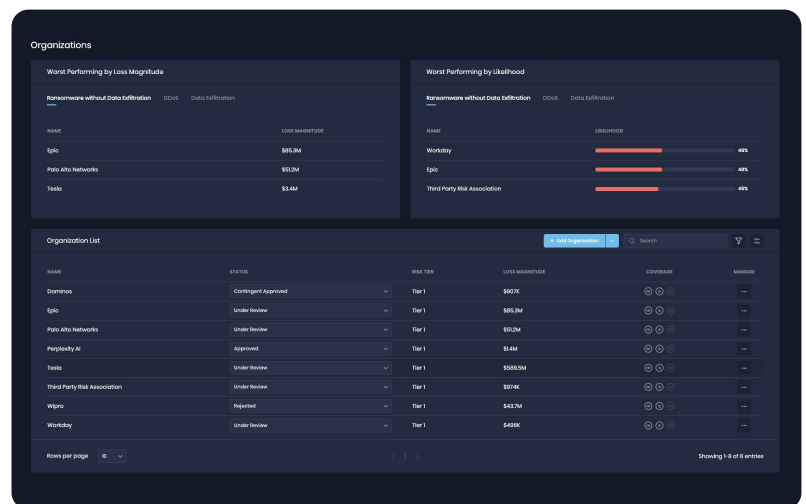 Organizations
Worst Performing by Loss Magnitude
Ransomware without Data Exfiltration DDoS Data Exfiltration
NAME LOSS MAGNITUDE
Epic $85.3M
Palo Alto Networks $51.2M
Tesla $3.4M
Worst Performing by Likelihood
Ransomware without Data Exfiltration DDoS Data Exfiltration
NAME LIKELIHOOD
Workday 48%
Epic 48%
Third Party Risk Association 45%
Organization List + Add Organization Search
NAME STATUS RISK TIER LOSS MAGNITUDE COVERAGE MANAGE
Dominos Contingent Approved Tier 1 $907K
Epic Under Review Tier 1 $85.3M
Palo Alto Networks Under Review Tier 1 $51.2M
Perplexity AI Approved Tier 1 $1.4M
Tesla Under Review Tier 1 $589.5M
Third Party Risk Association Under Review Tier 1 $974K
Wipro Rejected Tier 1 $43.7M
Workday Under Review Tier 1 $496K
Rows per page 10 1 Showing 1-8 of 8 entries